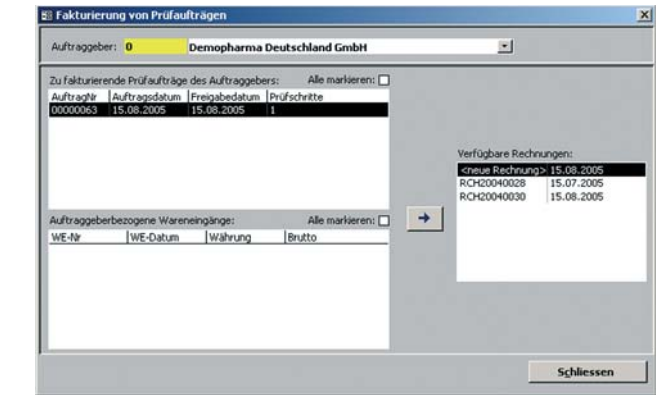 Fakturierung von Prüfaufträgen
Auftraggeber: 0 Demopharma Deutschland GmbH
Zu fakturierende Prüfaufträge des Auftraggebers: Alle markieren:
AuftragNr Auftragsdatum Freigabedatum Prüfschritte
00000063 15.08.2005 15.08.2005 1
Verfügbare Rechnungen:
<neue Rechnung> 15.08.2005
RCH20040028 15.07.2005
RCH20040030 15.08.2005
Auftraggeberbezogene Wareneingänge: Alle markieren:
WE-Nr WE-Datum Währung Brutto
Schliessen